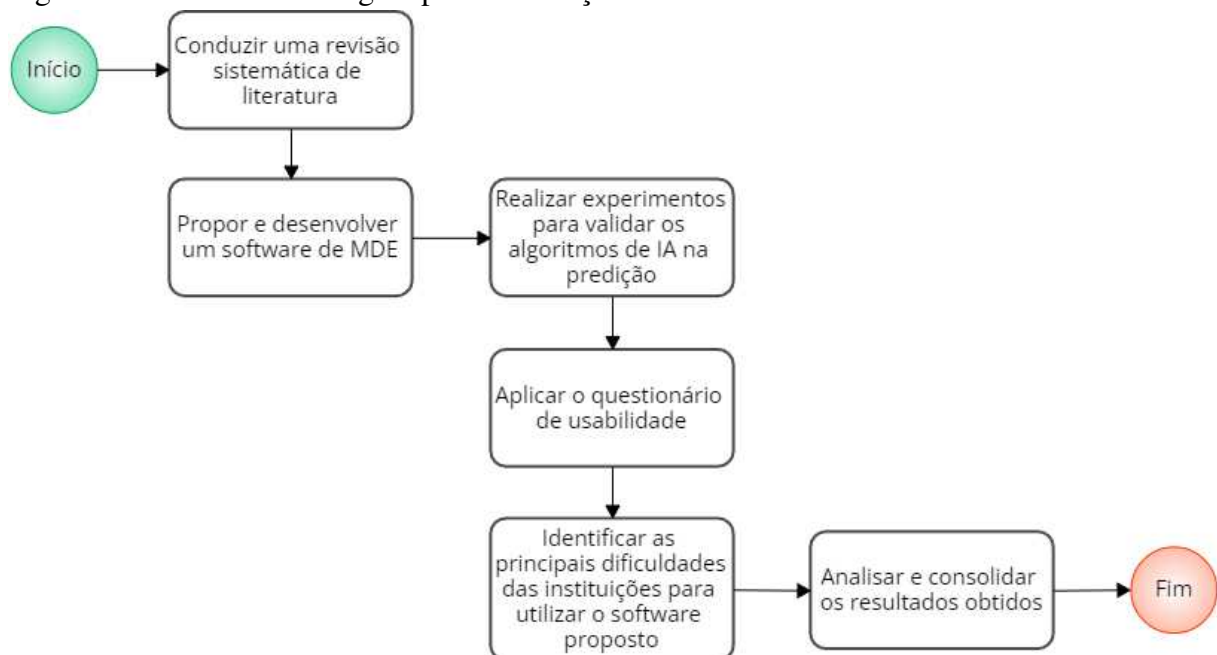 Início
Conduzir uma revisão
sistemática de
literatura
Propor e desenvolver
um software de MDE
Realizar experimentos
para validar os
algoritmos de IA na
predição
Aplicar o questionário
de usabilidade
Identificar as
principais dificuldades
das instituições para
utilizar o software
proposto
Analisar e consolidar
os resultados obtidos
Fim